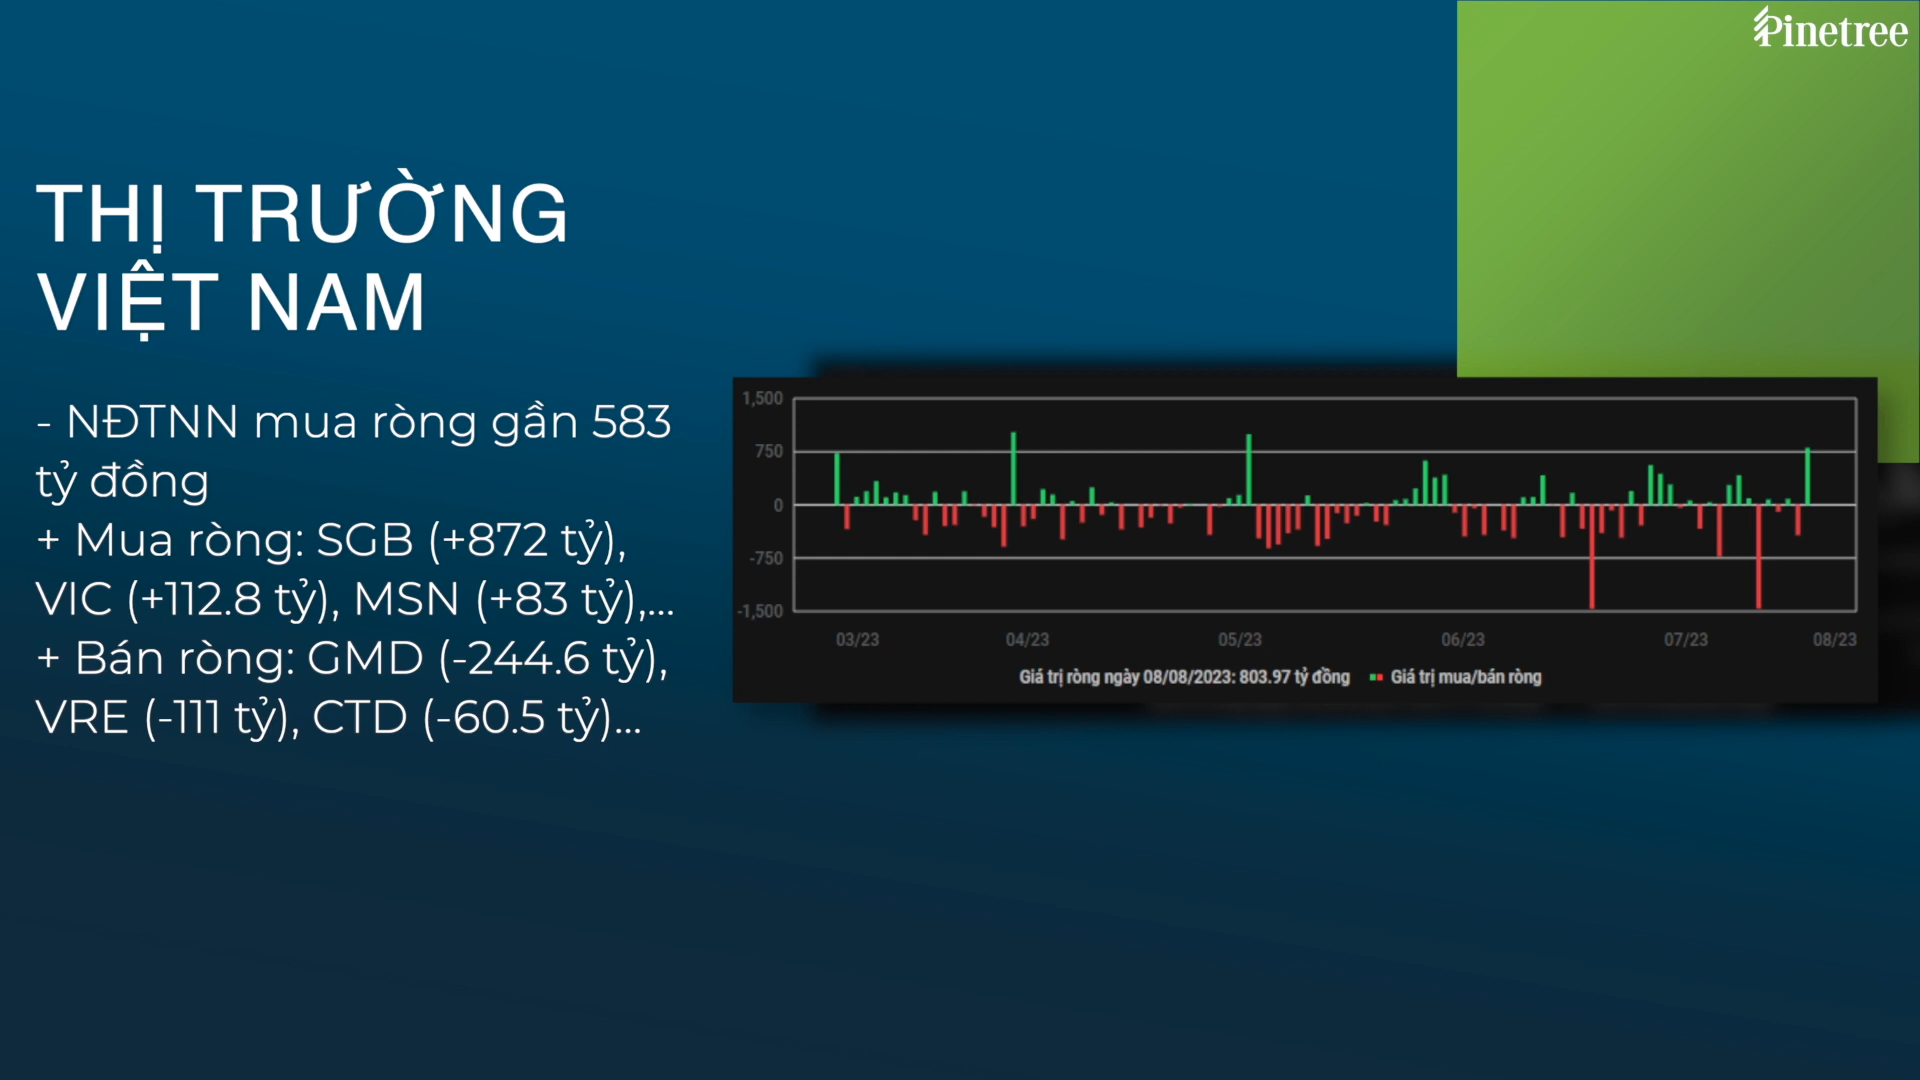 Pinetree
THỊ TRƯỜNG
VIỆT NAM
- NĐTNN mua ròng gần 583
tỷ đồng
+ Mua ròng: SGB (+872 tỷ),
VIC (+112.8 tỷ), MSN (+83 tỷ),...
+ Bán ròng: GMD (-244.6 tỷ),
VRE (-111 tỷ), CTD (-60.5 tỷ)...
1,500
750
0
-750
-1,500
03/23 04/23 05/23 06/23 07/23 08/23
Giá trị ròng ngày 08/08/2023: 803.97 tỷ đồng Giá trị mua/bán ròng